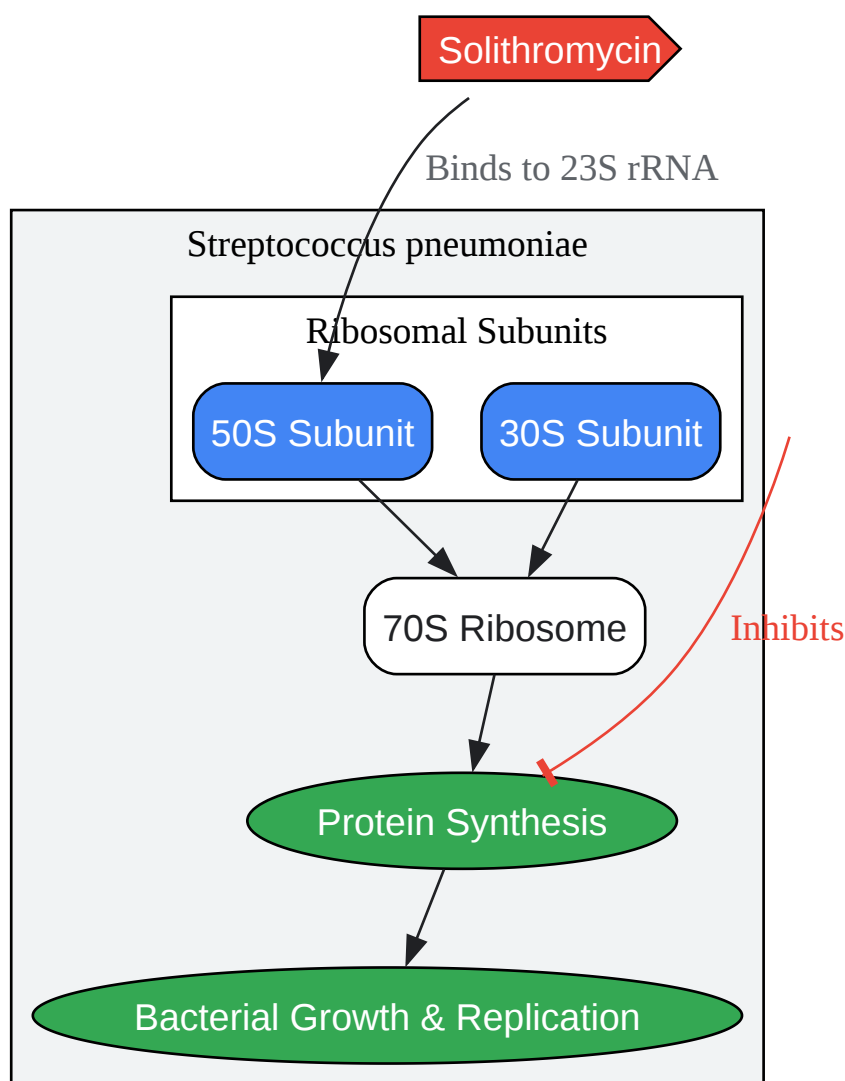 Solithromycin
Binds to 23S rRNA
Streptococcus pneumoniae
Ribosomal Subunits
50S Subunit
30S Subunit
70S Ribosome
Inhibits
Protein Synthesis
Bacterial Growth & Replication